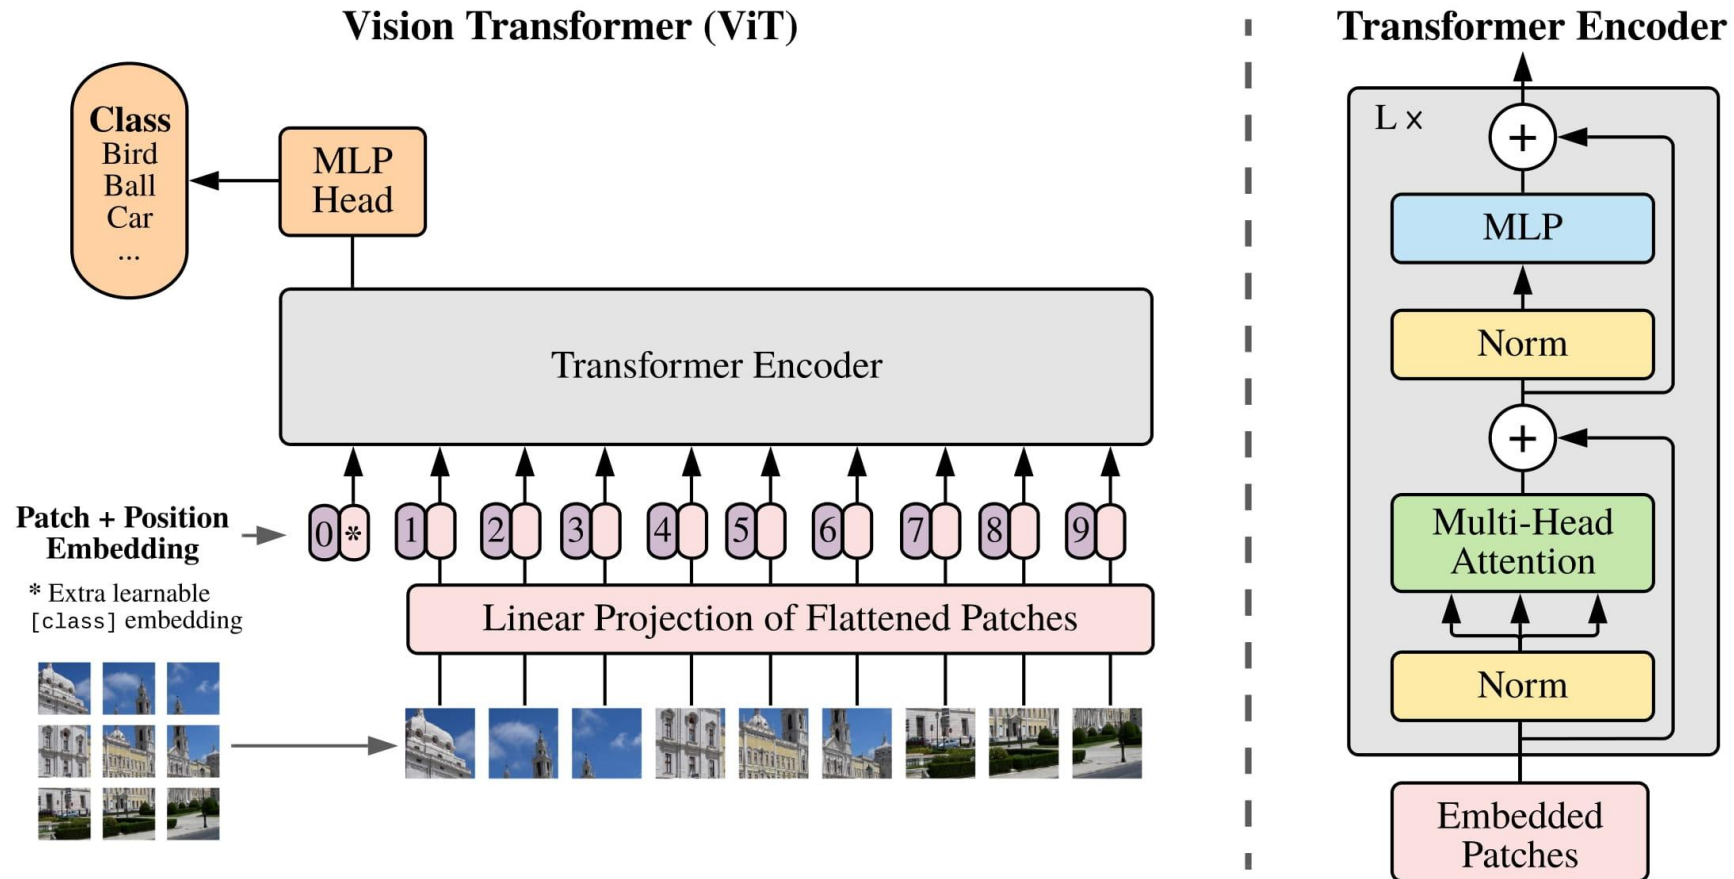 Vision Transformer (ViT)
Class
Bird
Ball
Car
...
MLP
Head
Transformer Encoder
Patch + Position
Embedding
0 * 1 2 3 4 5 6 7 8 9
* Extra learnable
[class] embedding
Linear Projection of Flattened Patches
Transformer Encoder
L x
+
MLP
Norm
+
Multi-Head
Attention
Norm
Embedded
Patches